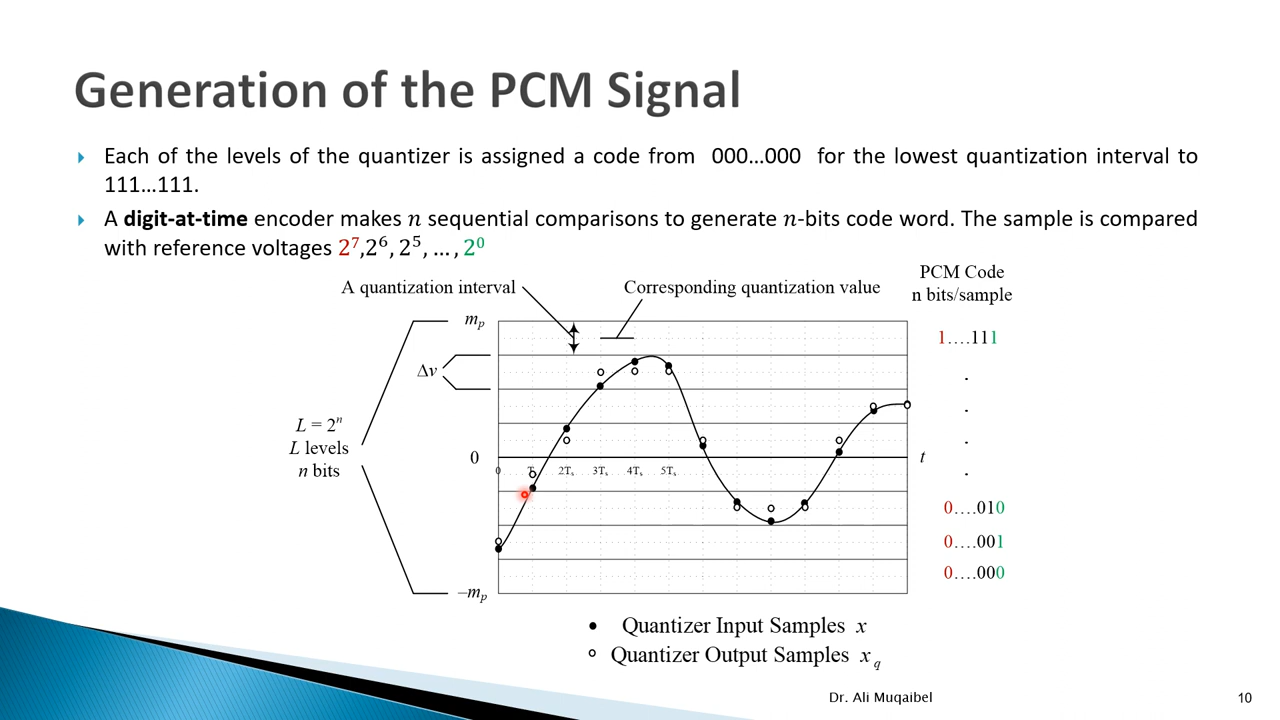 Generation of the PCM Signal
Each of the levels of the quantizer is assigned a code from 000…000 for the lowest quantization interval to
111…111.
A digit-at-time encoder makes n sequential comparisons to generate n-bits code word. The sample is compared
with reference voltages 2⁷,2⁶, 2⁵, …, 2⁰
PCM Code
n bits/sample
A quantization interval
Corresponding quantization value
m_p
1….111
Δv
L = 2ⁿ
L levels
n bits
0
t
0 T_s 2T_s 3T_s 4T_s 5T_s
0….010
0….001
0….000
–m_p
• Quantizer Input Samples x
° Quantizer Output Samples x_q
Dr. Ali Muqaibel
10